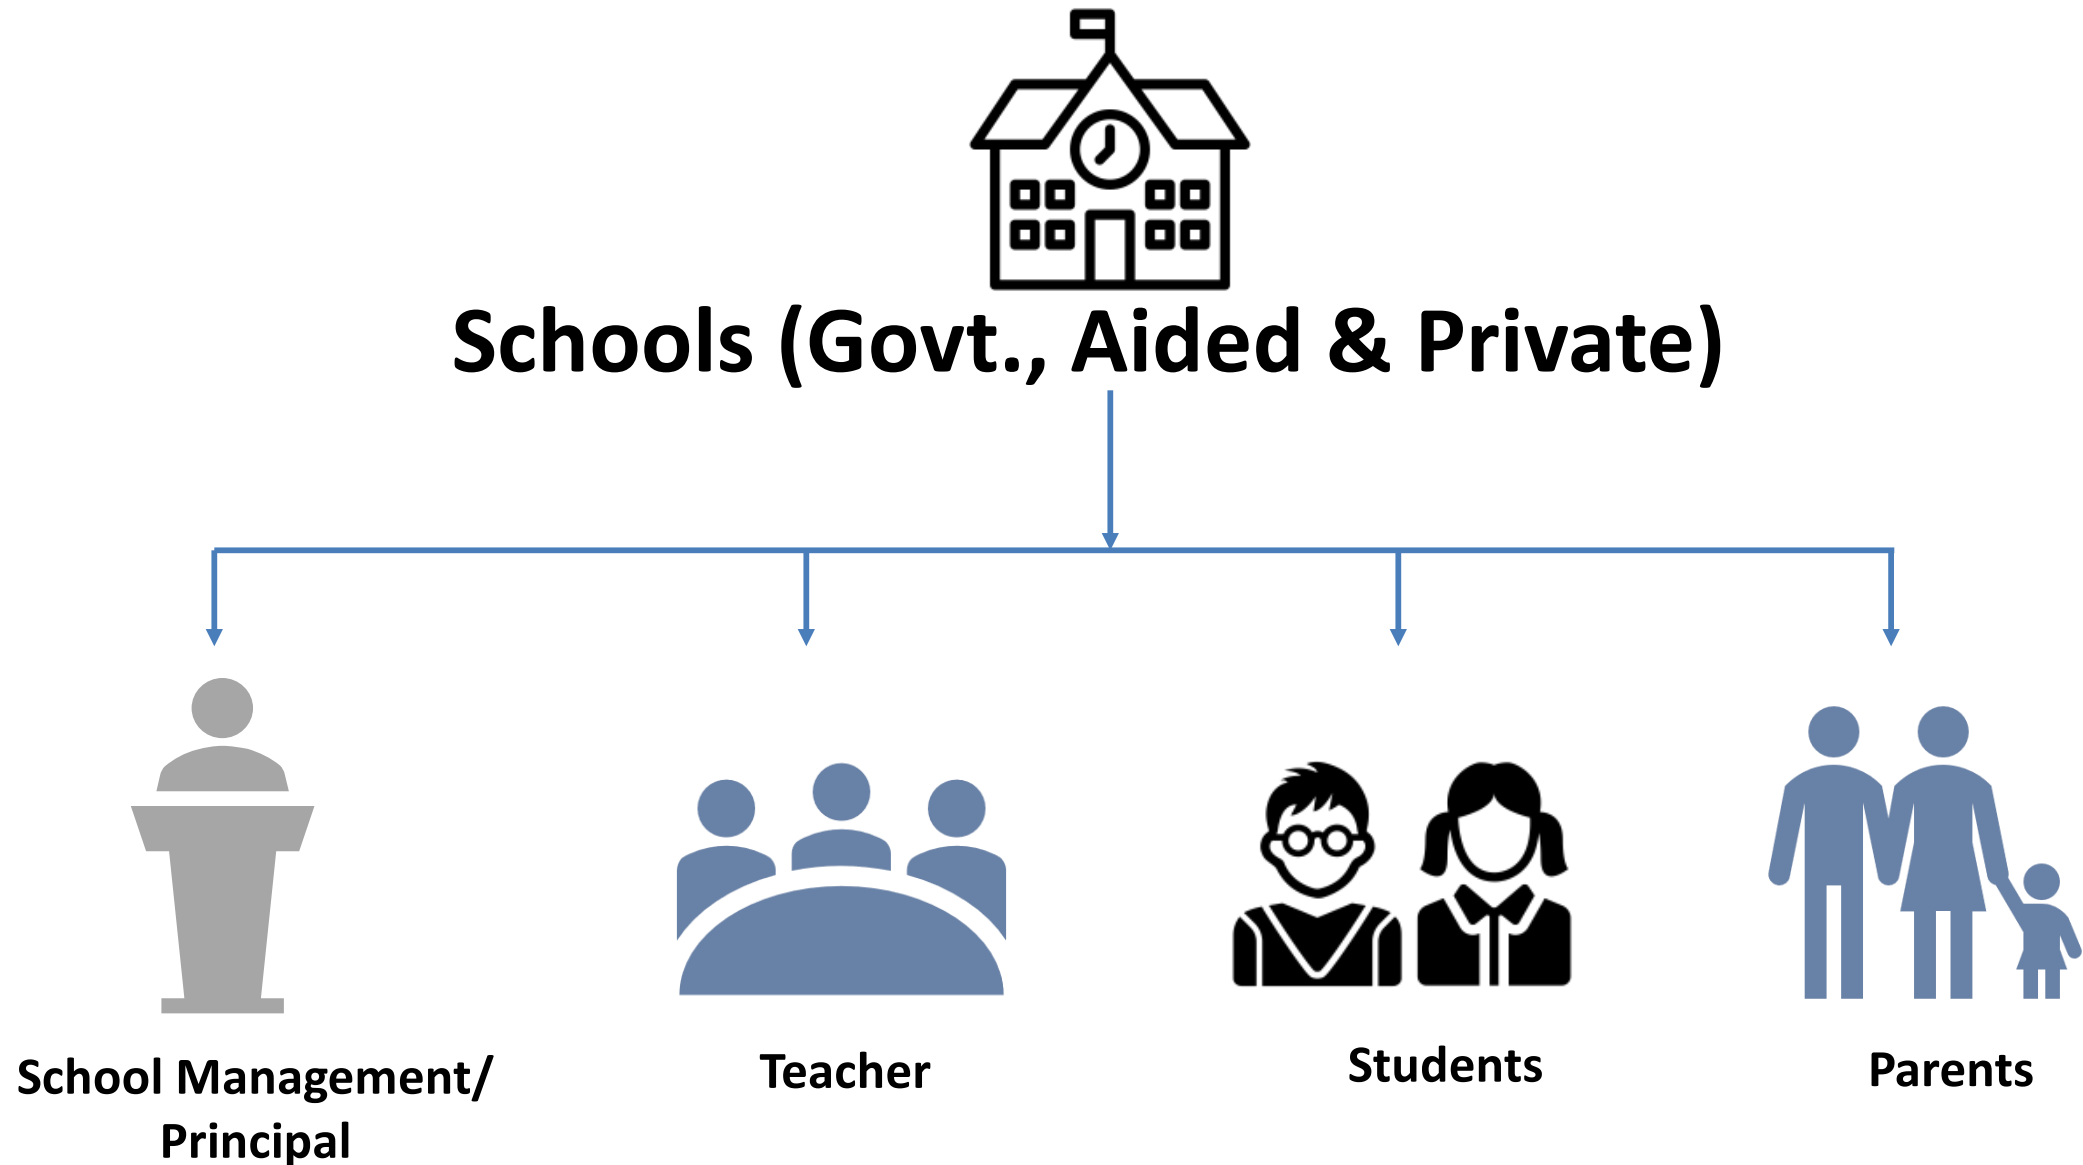 Schools (Govt., Aided & Private)
School Management/
Principal
Teacher
Students
Parents